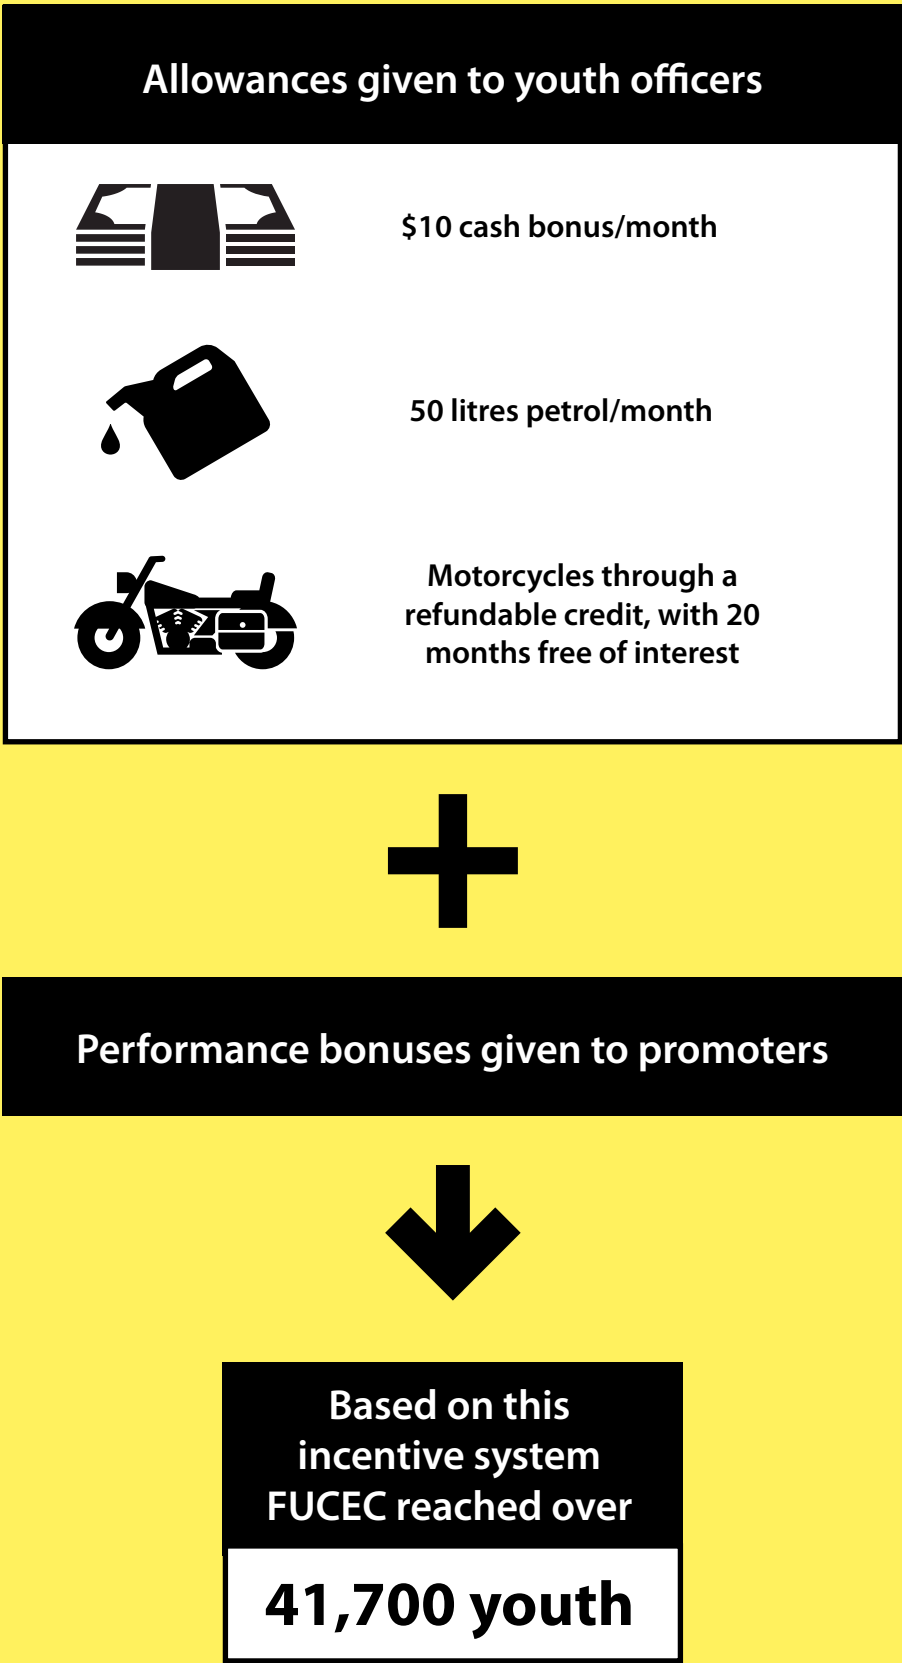 Allowances given to youth officers
$10 cash bonus/month
50 litres petrol/month
Motorcycles through a
refundable credit, with 20
months free of interest
Performance bonuses given to promoters
Based on this
incentive system
FUCEC reached over
41,700 youth